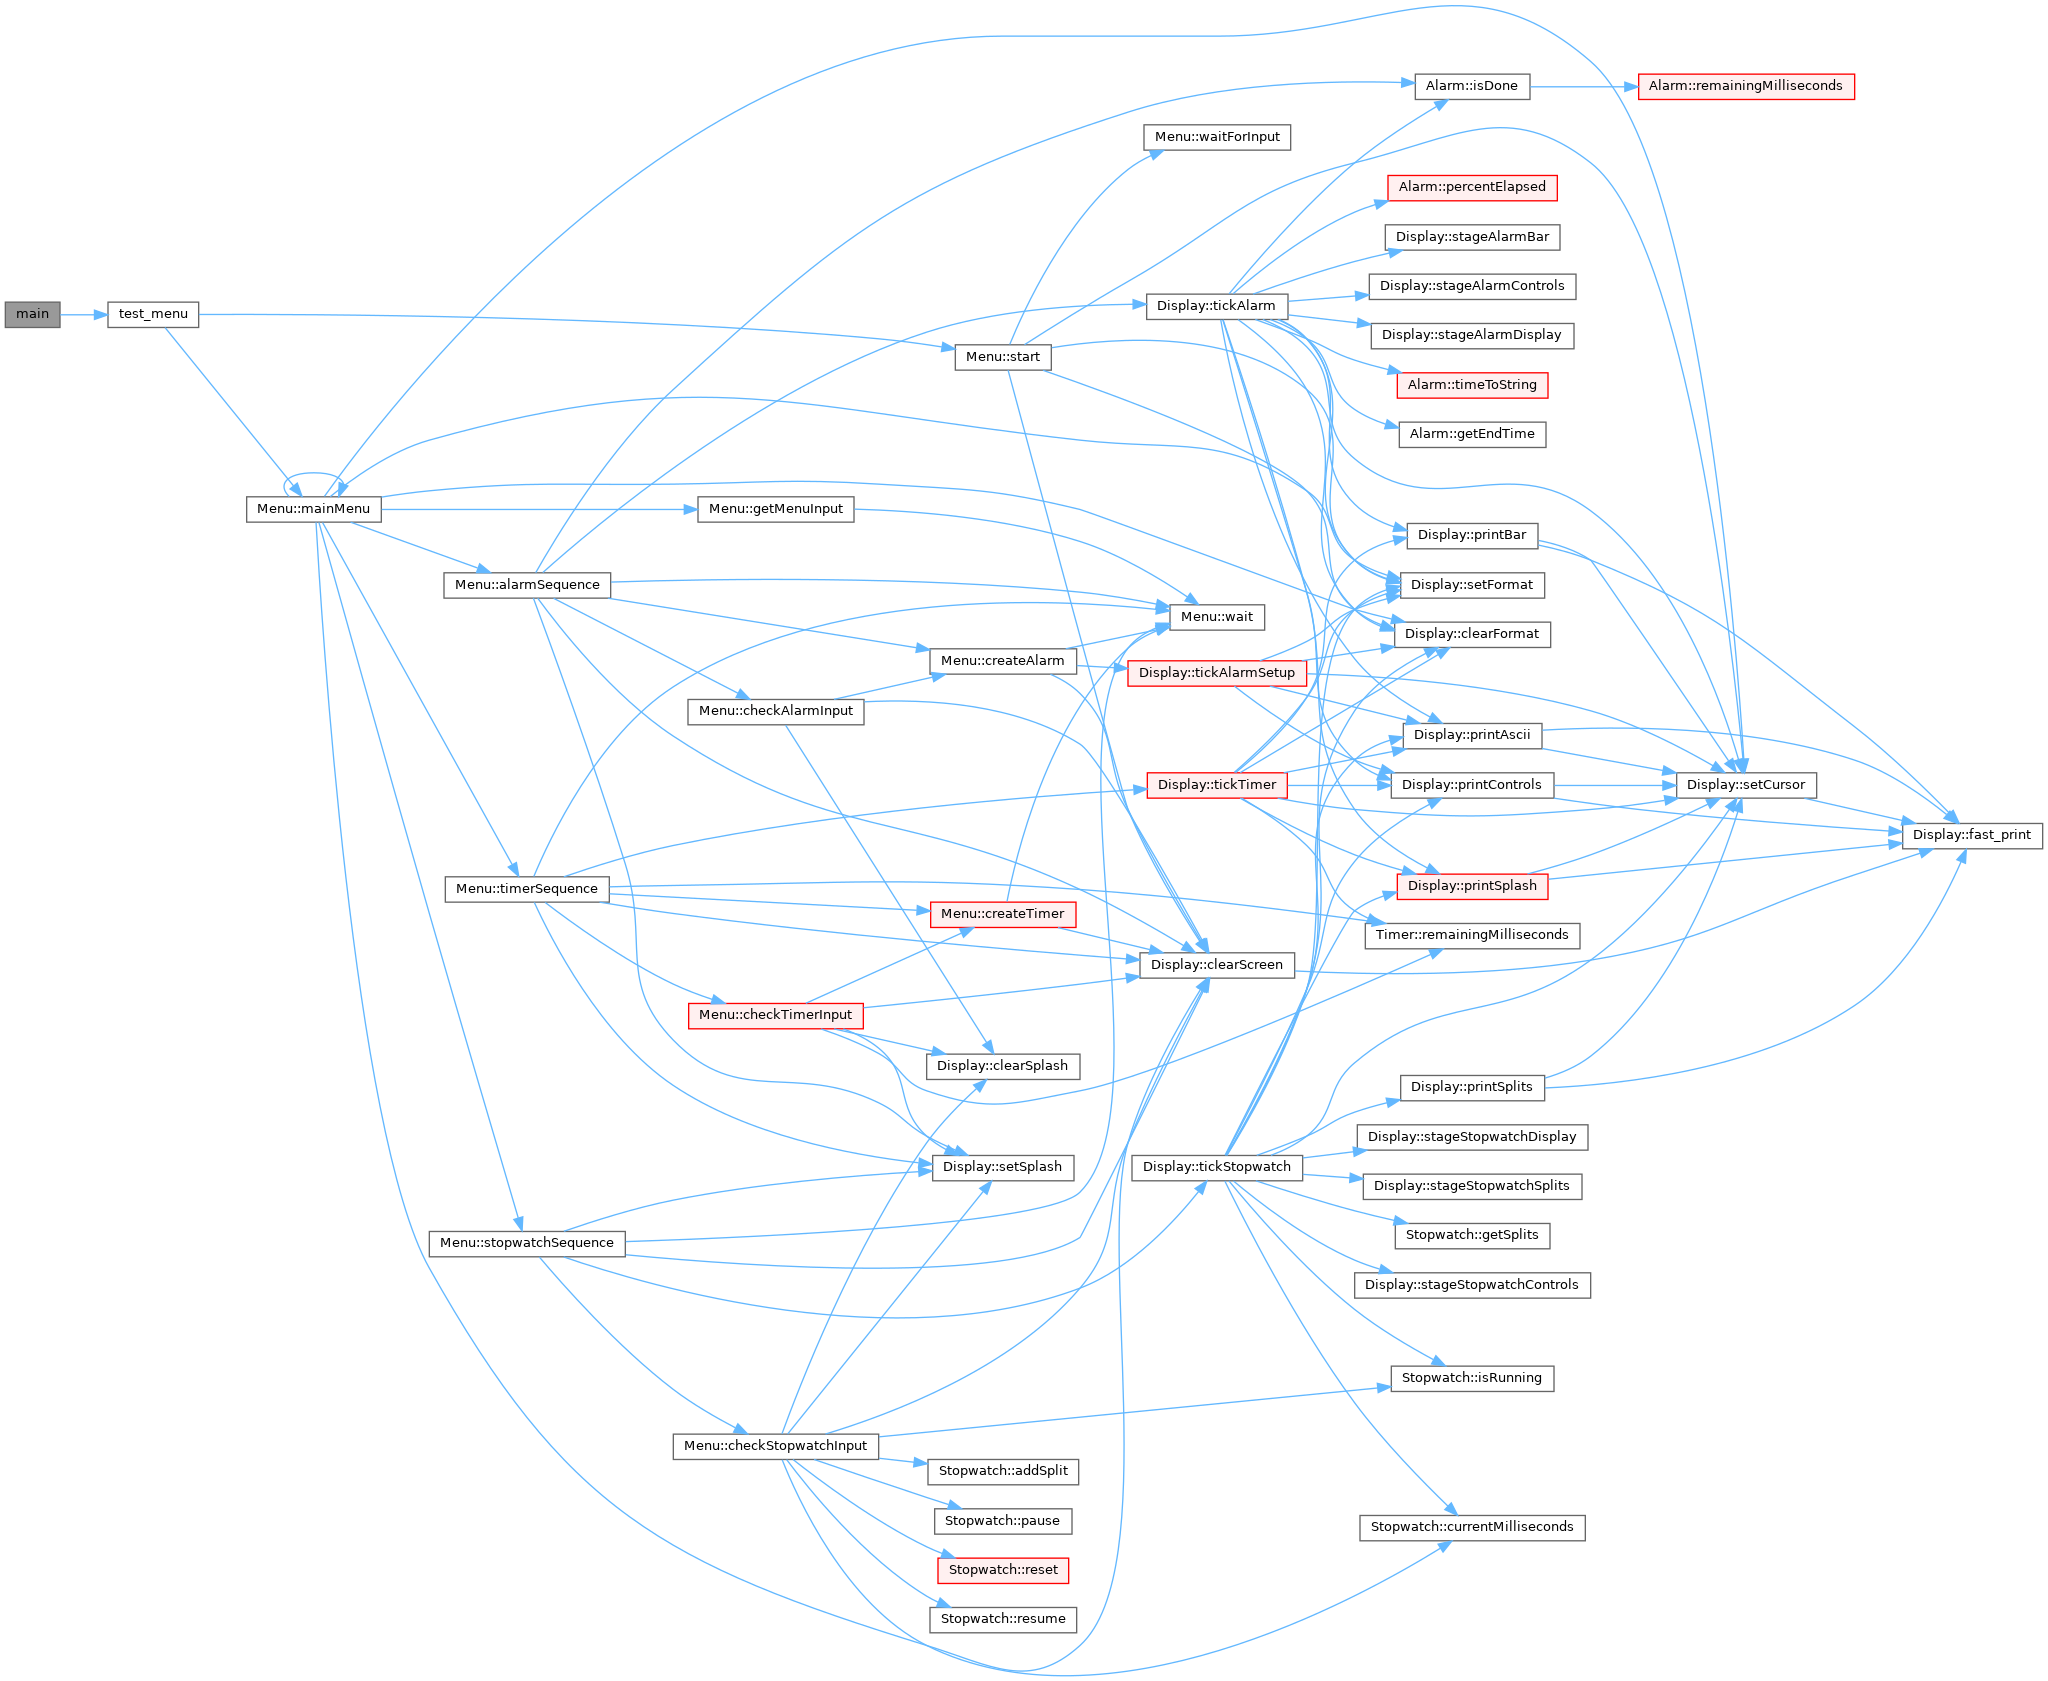 main
test_menu
Menu::mainMenu
Menu::alarmSequence
Menu::timerSequence
Menu::stopwatchSequence
Menu::getMenuInput
Menu::checkAlarmInput
Menu::checkTimerInput
Menu::checkStopwatchInput
Menu::start
Menu::createAlarm
Menu::createTimer
Display::clearSplash
Display::setSplash
Stopwatch::addSplit
Stopwatch::pause
Stopwatch::reset
Stopwatch::resume
Menu::waitForInput
Display::tickAlarm
Menu::wait
Display::tickAlarmSetup
Display::tickTimer
Display::clearScreen
Display::tickStopwatch
Alarm::isDone
Alarm::percentElapsed
Display::stageAlarmBar
Display::stageAlarmControls
Display::stageAlarmDisplay
Alarm::timeToString
Alarm::getEndTime
Display::printBar
Display::setFormat
Display::clearFormat
Display::printAscii
Display::printControls
Display::printSplash
Timer::remainingMilliseconds
Display::printSplits
Display::stageStopwatchDisplay
Display::stageStopwatchSplits
Stopwatch::getSplits
Display::stageStopwatchControls
Stopwatch::isRunning
Stopwatch::currentMilliseconds
Alarm::remainingMilliseconds
Display::setCursor
Display::fast_print